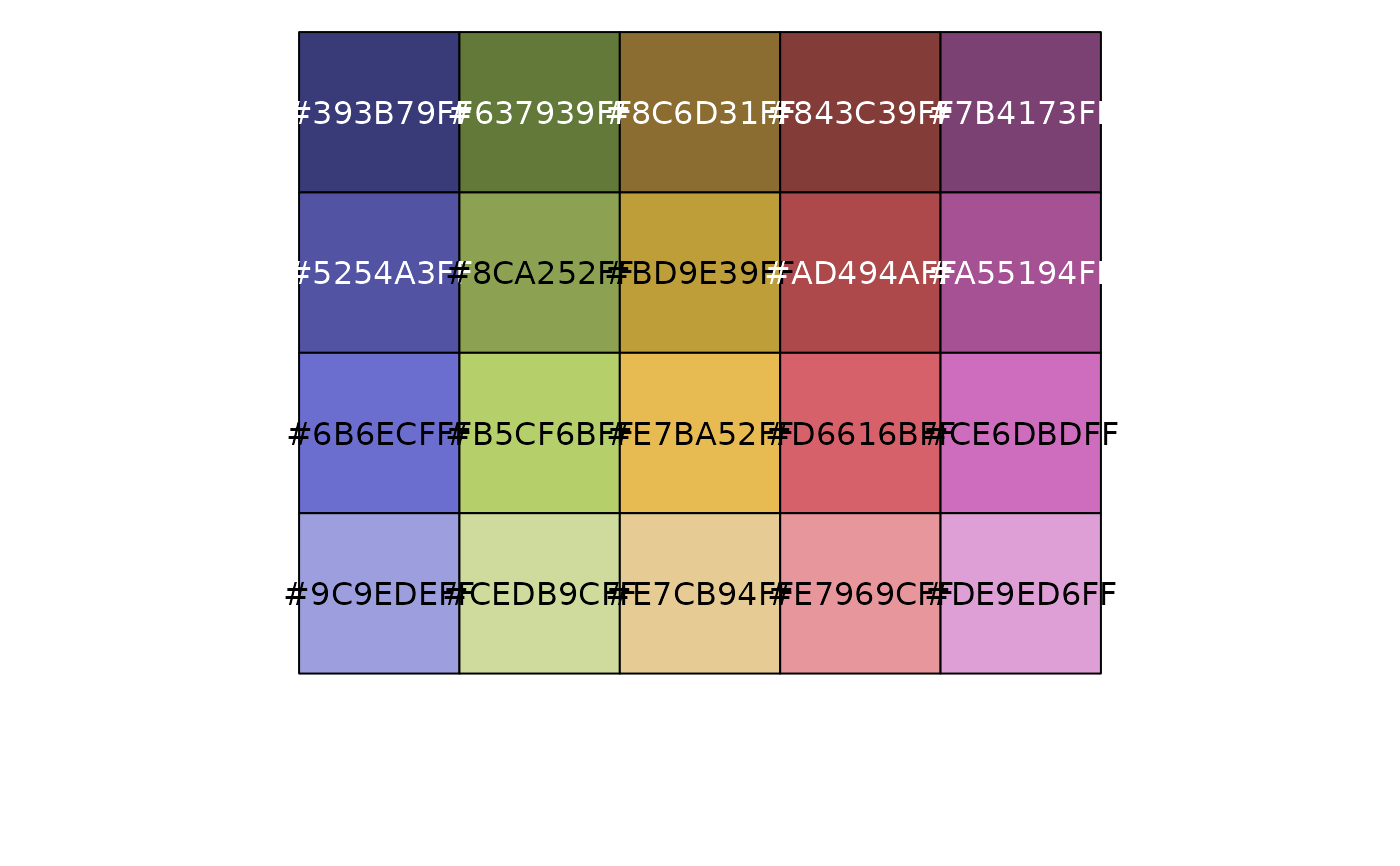 #393B79FF #637939FF #8C6D31FF #843C39FF #7B4173FF
#5254A3FF #8CA252FF #BD9E39FF #AD494AFF #A55194FF
#6B6ECFFF #B5CF6BFF #E7BA52FF #D6616BFF #CE6DBDFF
#9C9EDEFF #CEDB9CFF #E7CB94FF #E7969CFF #DE9ED6FF